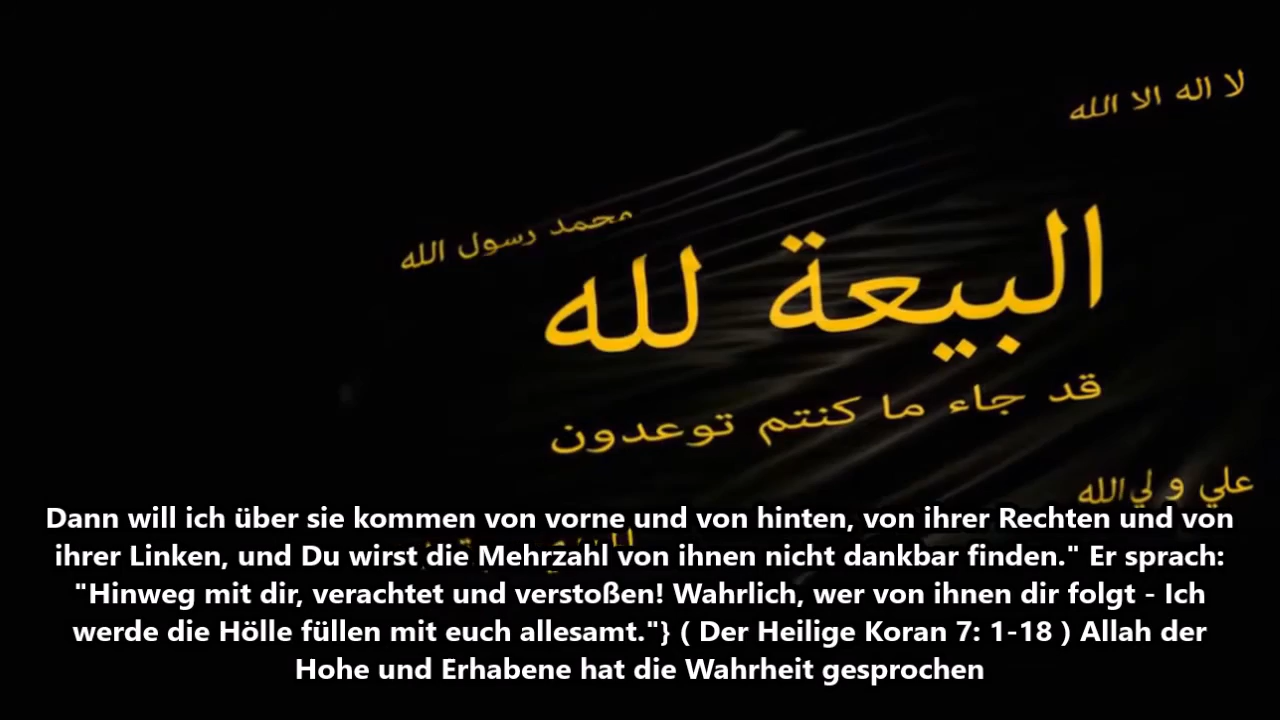 لا اله الا الله
محمد رسول الله
البيعة لله
قد جاء ما كنتم توعدون
علي و لي الله
Dann will ich über sie kommen von vorne und von hinten, von ihrer Rechten und von
ihrer Linken, und Du wirst die Mehrzahl von ihnen nicht dankbar finden." Er sprach:
"Hinweg mit dir, verachtet und verstoßen! Wahrlich, wer von ihnen dir folgt - Ich
werde die Hölle füllen mit euch allesamt."} ( Der Heilige Koran 7: 1-18 ) Allah der
Hohe und Erhabene hat die Wahrheit gesprochen